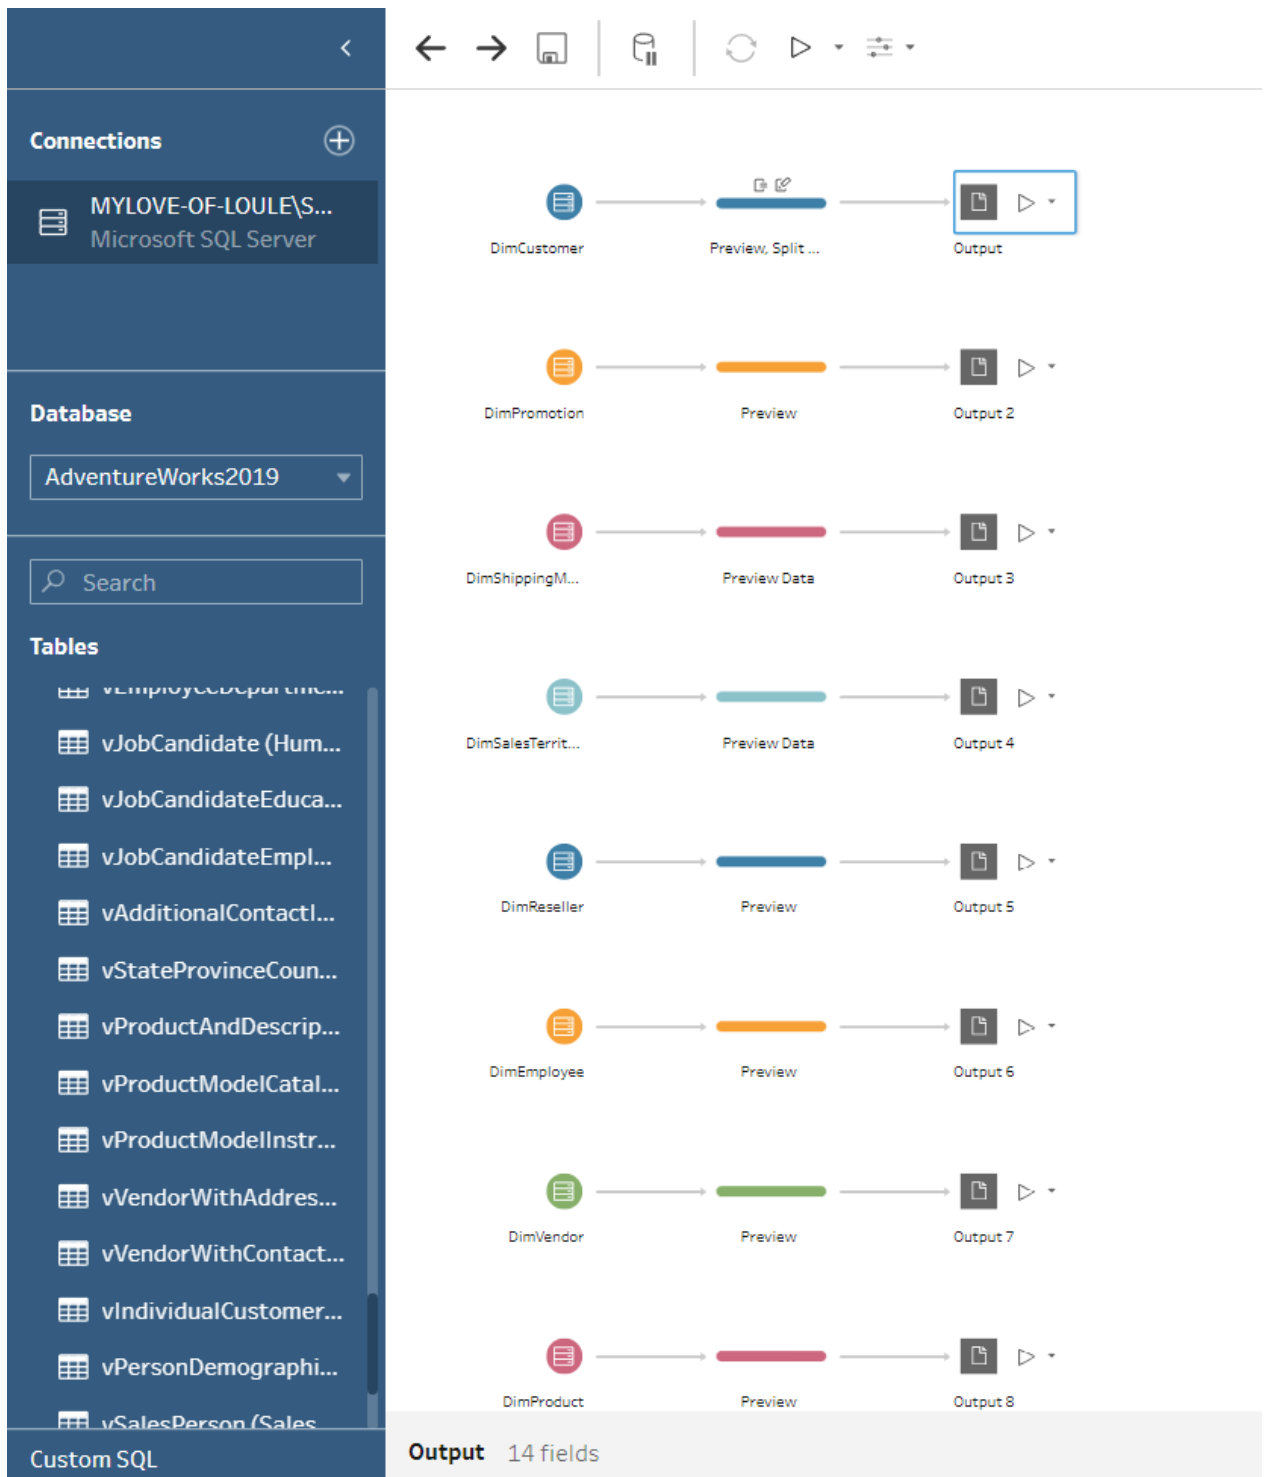 Connections
MYLOVE-OF-LOULE\S...
Microsoft SQL Server
Database
AdventureWorks2019
Search
Tables
vEmployeeDepartme...
vJobCandidate (Hum...
vJobCandidateEduca...
vJobCandidateEmpl...
vAdditionalContactI...
vStateProvinceCoun...
vProductAndDescrip...
vProductModelCatal...
vProductModelInstr...
vVendorWithAddres...
vVendorWithContact...
vIndividualCustomer...
vPersonDemographi...
vSalesPerson (Sales
Custom SQL
DimCustomer Preview, Split ... Output
DimPromotion Preview Output 2
DimShippingM... Preview Data Output 3
DimSalesTerrit... Preview Data Output 4
DimReseller Preview Output 5
DimEmployee Preview Output 6
DimVendor Preview Output 7
DimProduct Preview Output 8
Output 14 fields